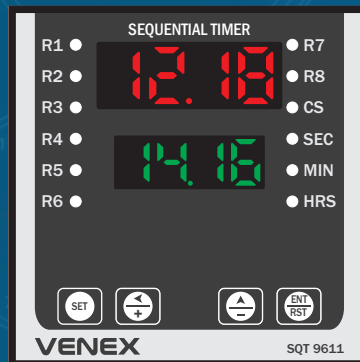 SEQUENTIAL TIMER
R1
R2
R3
R4
R5
R6
12.18
14.16
R7
R8
CS
SEC
MIN
HRS
SET
+
−
ENT
RST
VENEX
SQT 9611